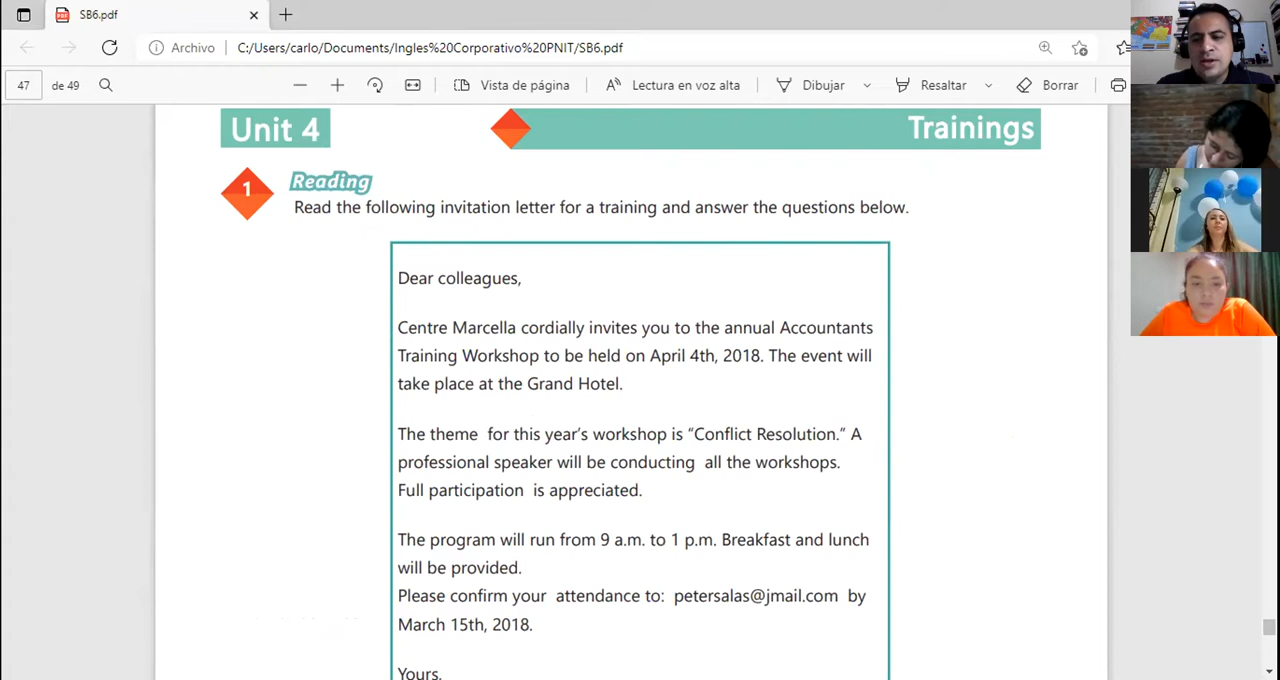 SB6.pdf
Archivo
C:/Users/carlo/Documents/Ingles%20Corporativo%20PNIT/SB6.pdf
47
de 49
Vista de página
Lectura en voz alta
Dibujar
Resaltar
Borrar
Unit 4
Trainings
1
Reading
Read the following invitation letter for a training and answer the questions below.
Dear colleagues,
Centre Marcella cordially invites you to the annual Accountants
Training Workshop to be held on April 4th, 2018. The event will
take place at the Grand Hotel.
The theme for this year’s workshop is “Conflict Resolution.” A
professional speaker will be conducting all the workshops.
Full participation is appreciated.
The program will run from 9 a.m. to 1 p.m. Breakfast and lunch
will be provided.
Please confirm your attendance to: petersalas@jmail.com by
March 15th, 2018.
Yours,